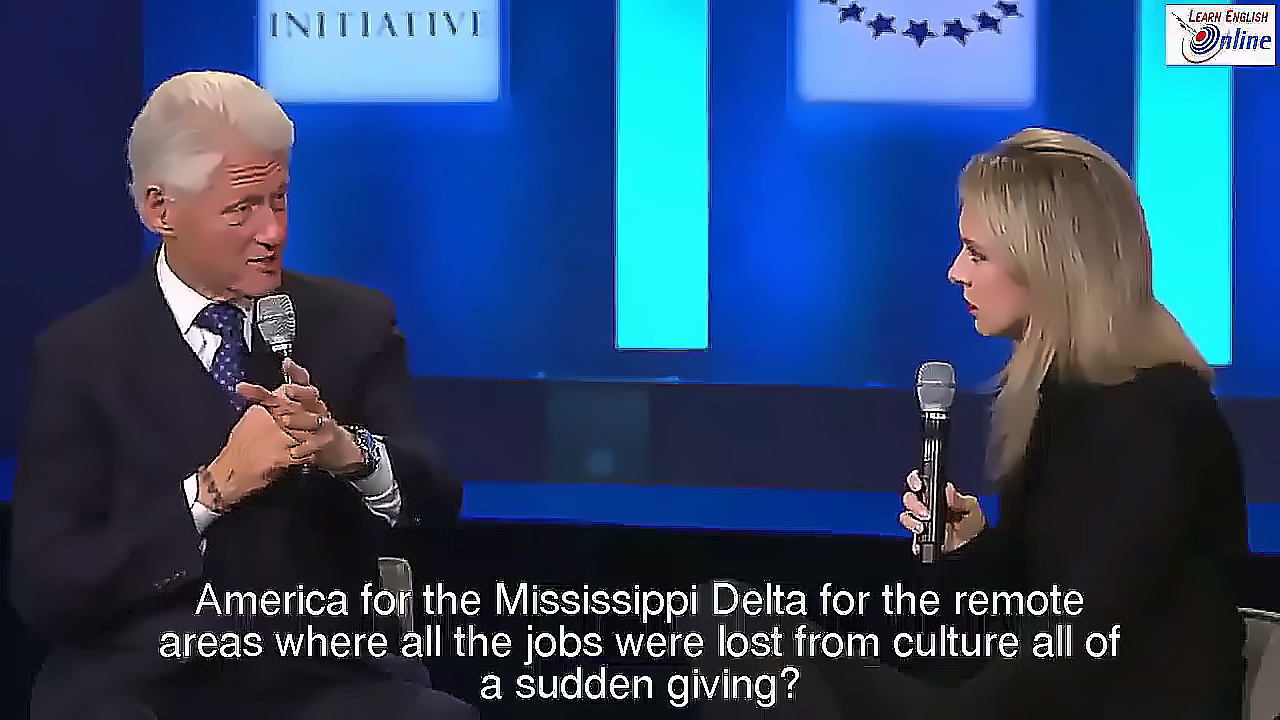 INITIATIVE
LEARN ENGLISH
Online
America for the Mississippi Delta for the remote
areas where all the jobs were lost from culture all of
a sudden giving?